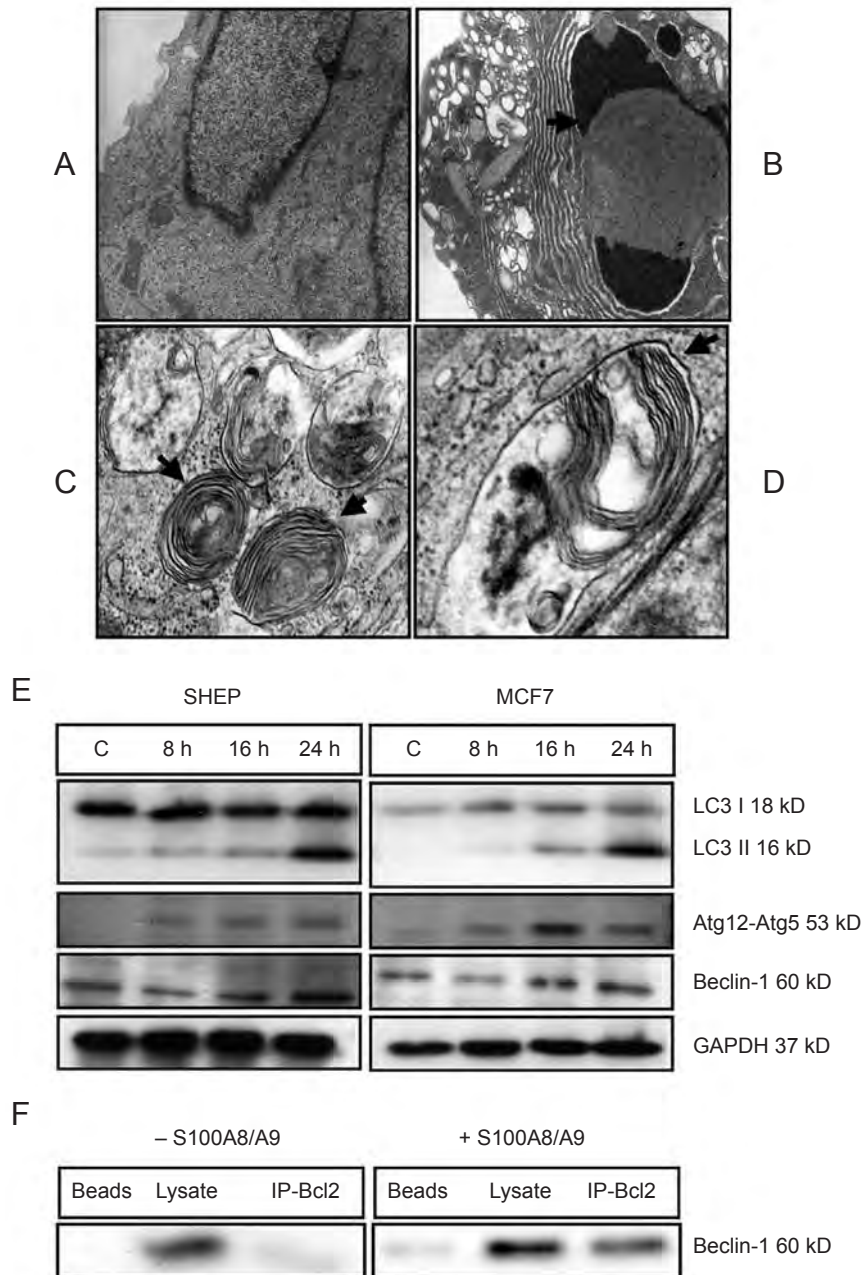 A
B
C
D
E
SHEP
MCF7
C 8 h 16 h 24 h
C 8 h 16 h 24 h
LC3 I 18 kD
LC3 II 16 kD
Atg12-Atg5 53 kD
Beclin-1 60 kD
GAPDH 37 kD
F
– S100A8/A9
+ S100A8/A9
Beads Lysate IP-Bcl2
Beads Lysate IP-Bcl2
Beclin-1 60 kD